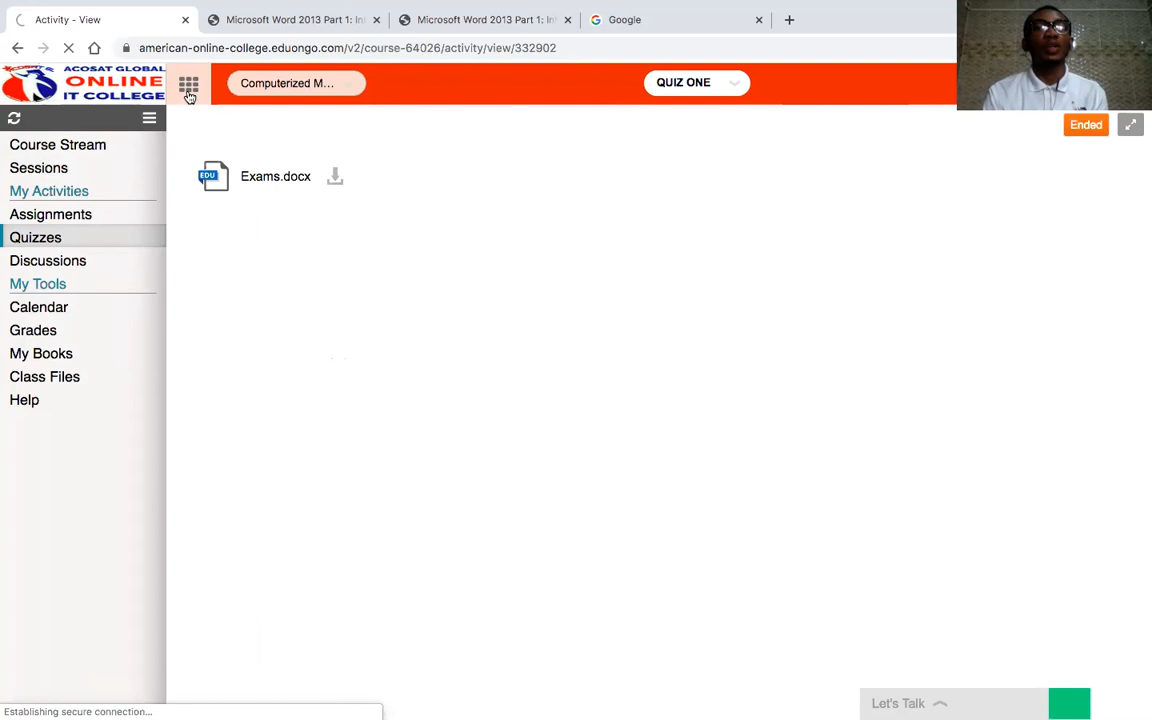 Activity - View
Microsoft Word 2013 Part 1: Int
Microsoft Word 2013 Part 1: Int
Google
american-online-college.eduongo.com/v2/course-64026/activity/view/332902
ACOSAT GLOBAL
ONLINE
IT COLLEGE
Computerized M...
QUIZ ONE
Ended
Course Stream
Sessions
My Activities
Assignments
Quizzes
Discussions
My Tools
Calendar
Grades
My Books
Class Files
Help
EDU
Exams.docx
Let's Talk
Establishing secure connection...